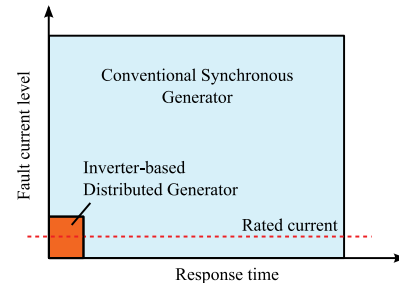 Fault current level
Conventional Synchronous
Generator
Inverter-based
Distributed Generator
Rated current
Response time